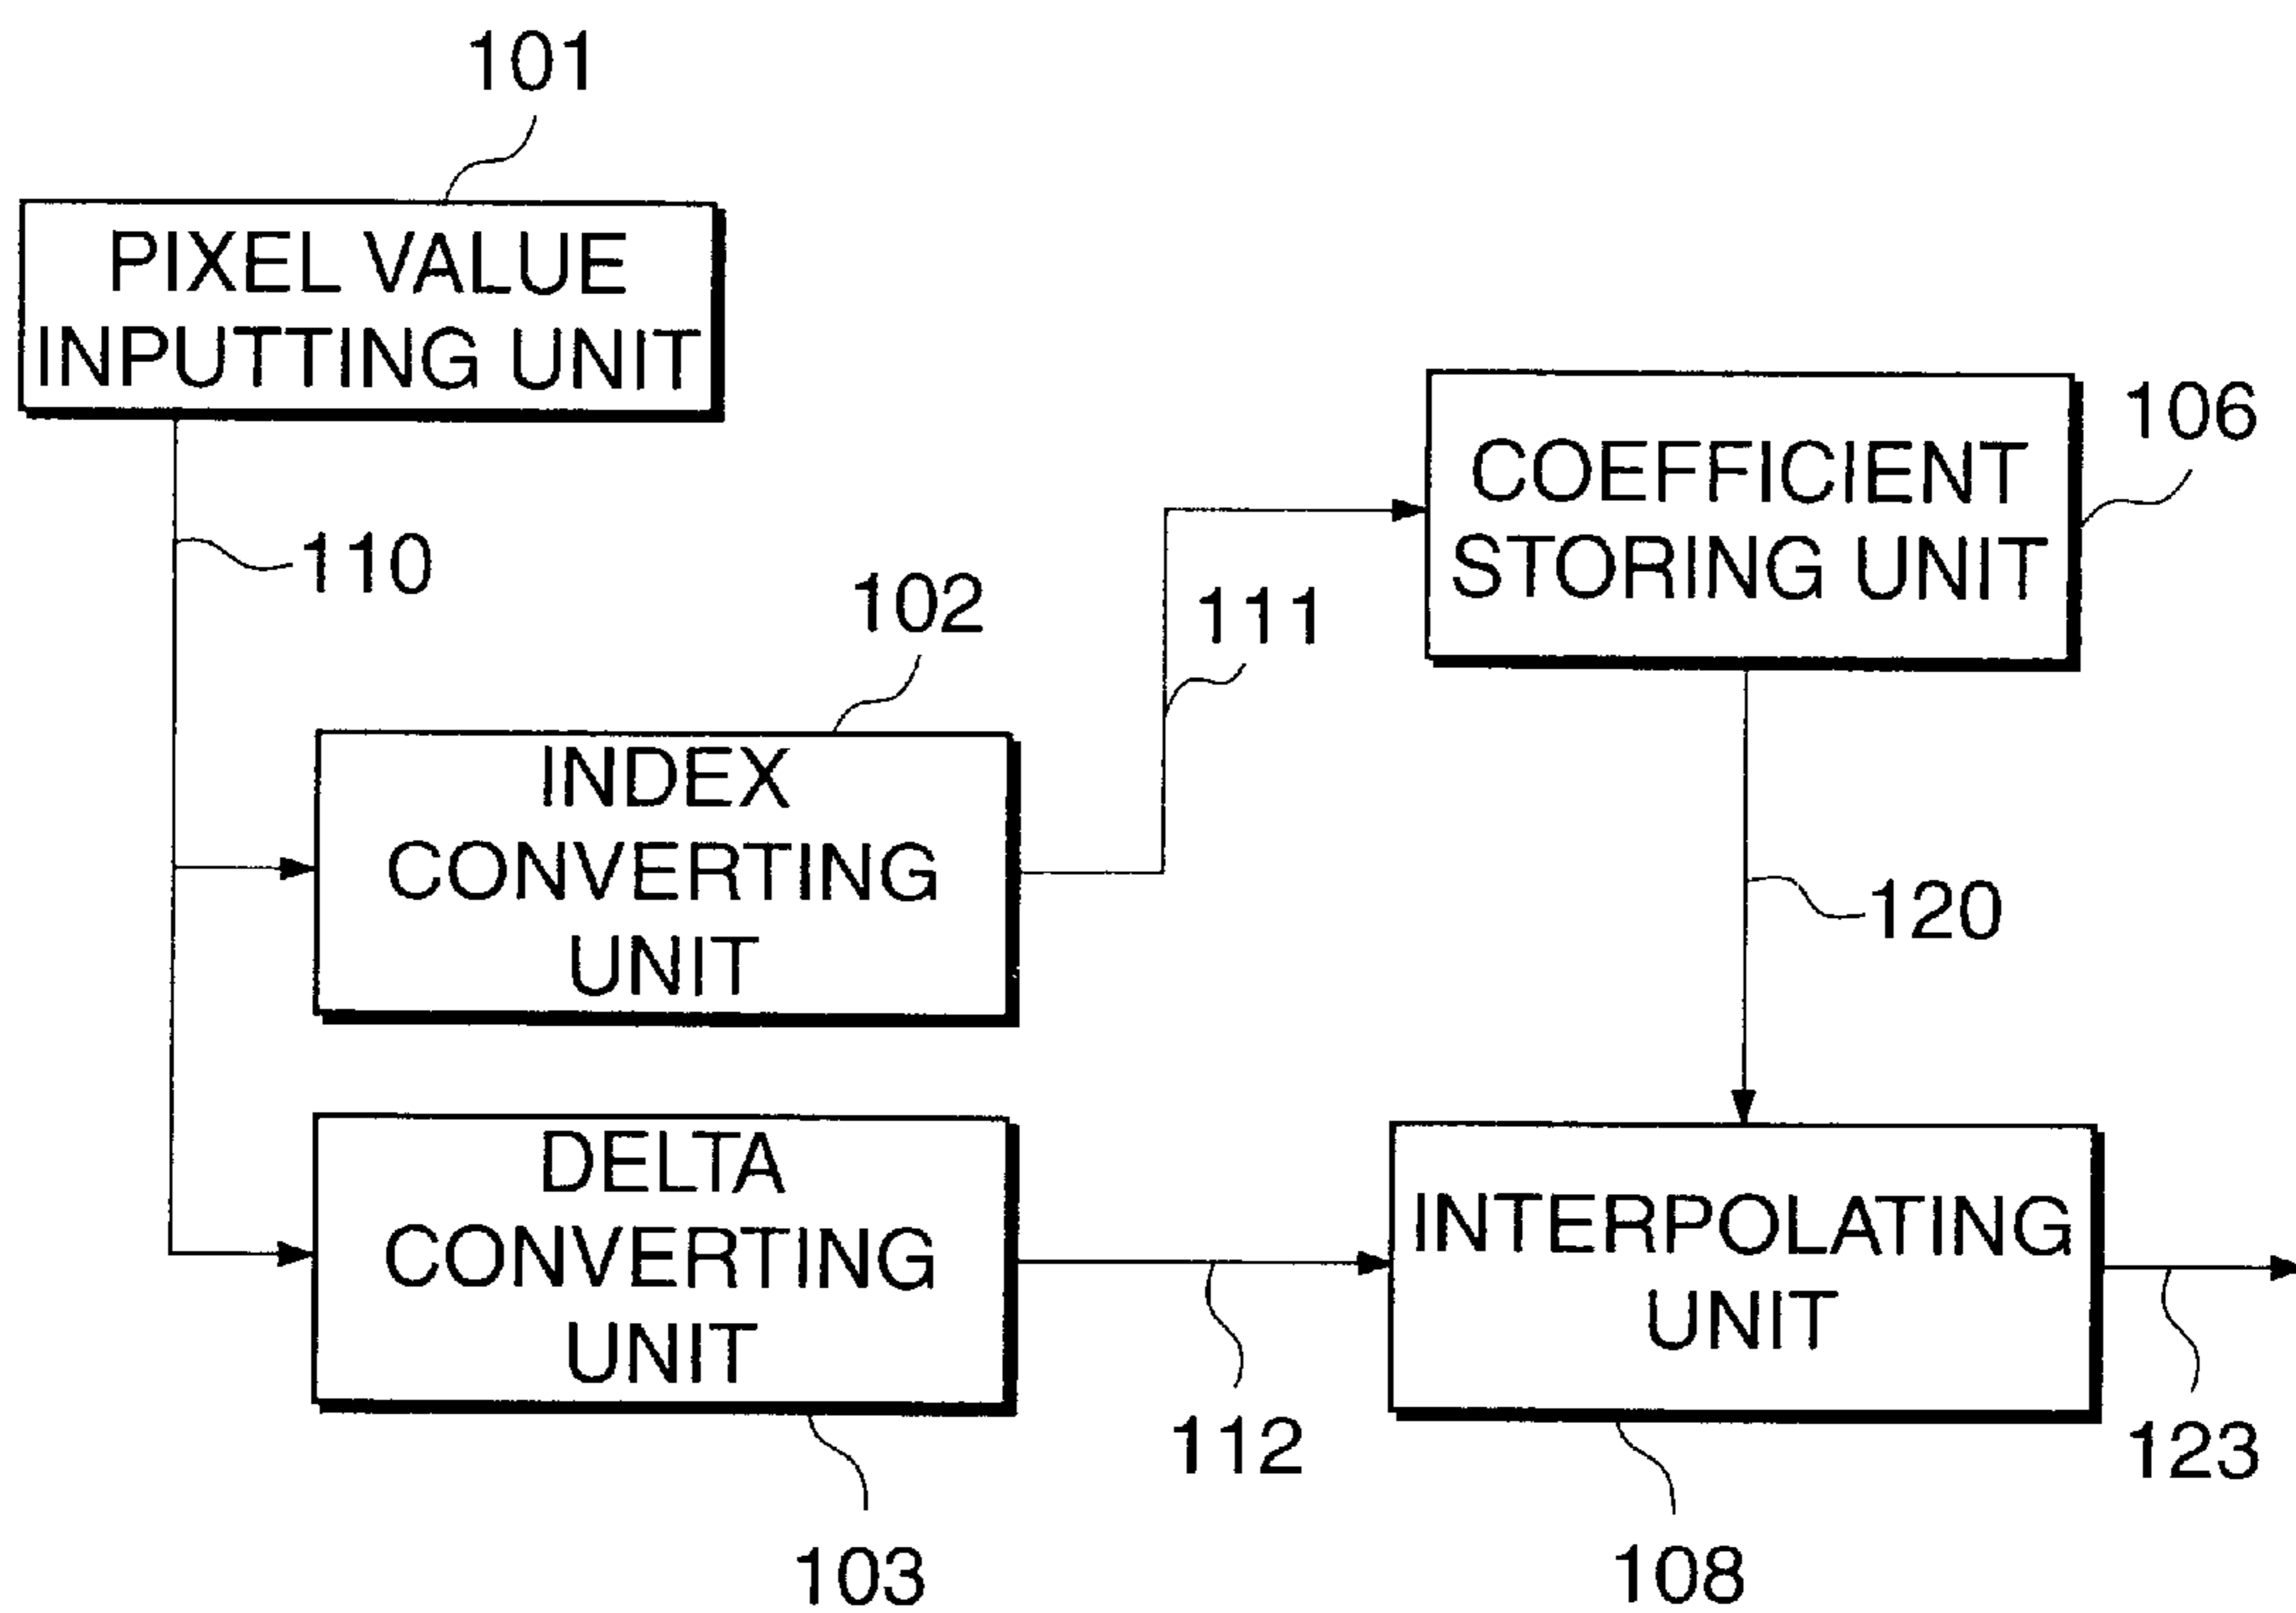 101
PIXEL VALUE
INPUTTING UNIT
110
106
COEFFICIENT
STORING UNIT
102
111
INDEX
CONVERTING
UNIT
120
DELTA
CONVERTING
UNIT
INTERPOLATING
UNIT
112
123
103
108